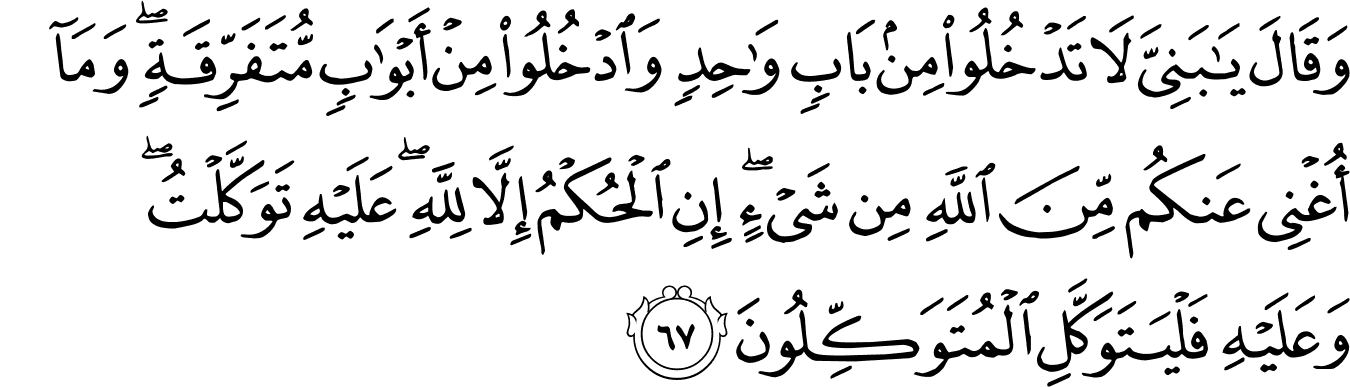 وَقَالَ يَـٰبَنِىَّ لَا تَدْخُلُوا۟ مِنۢ بَابٍ وَٰحِدٍ وَٱدْخُلُوا۟ مِنْ أَبْوَٰبٍ مُّتَفَرِّقَةٍ ۖ وَمَآ
أُغْنِى عَنكُم مِّنَ ٱللَّهِ مِن شَىْءٍ ۖ إِنِ ٱلْحُكْمُ إِلَّا لِلَّهِ ۖ عَلَيْهِ تَوَكَّلْتُ ۖ
وَعَلَيْهِ فَلْيَتَوَكَّلِ ٱلْمُتَوَكِّلُونَ ٦٧